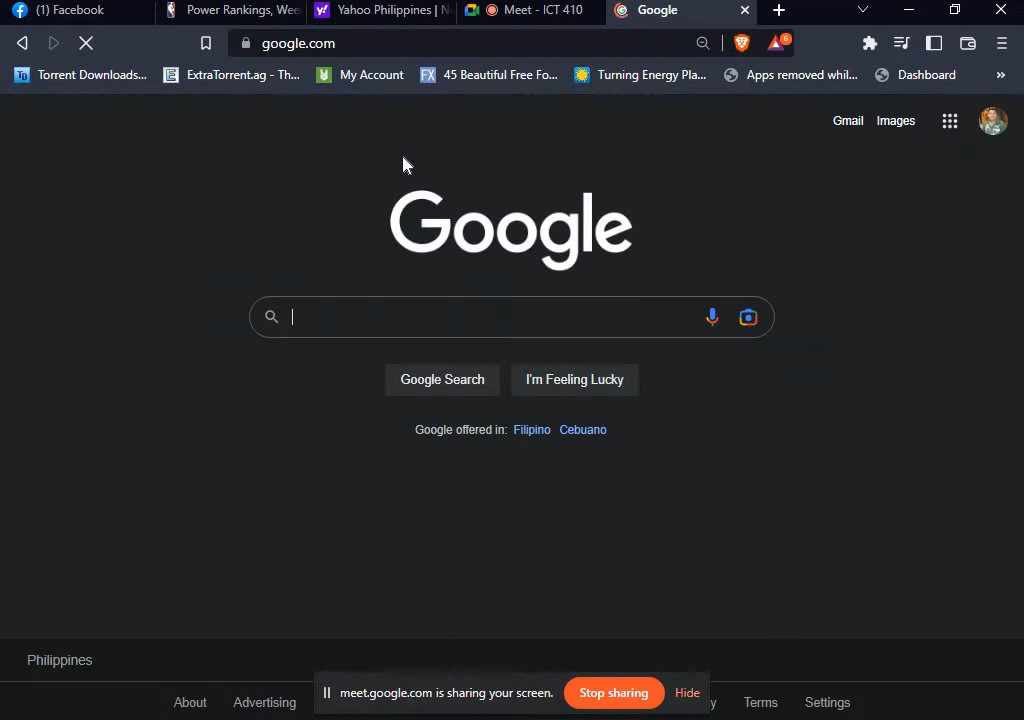 (1) Facebook
Power Rankings, Wee
Yahoo Philippines | N
Meet - ICT 410
Google
google.com
6
Torrent Downloads...
ExtraTorrent.ag - Th...
My Account
FX
45 Beautiful Free Fo...
Turning Energy Pla...
Apps removed whil...
Dashboard
»
Gmail
Images
Google
Google Search
I'm Feeling Lucky
Google offered in: Filipino Cebuano
Philippines
meet.google.com is sharing your screen.
Stop sharing
Hide
About
Advertising
Terms
Settings